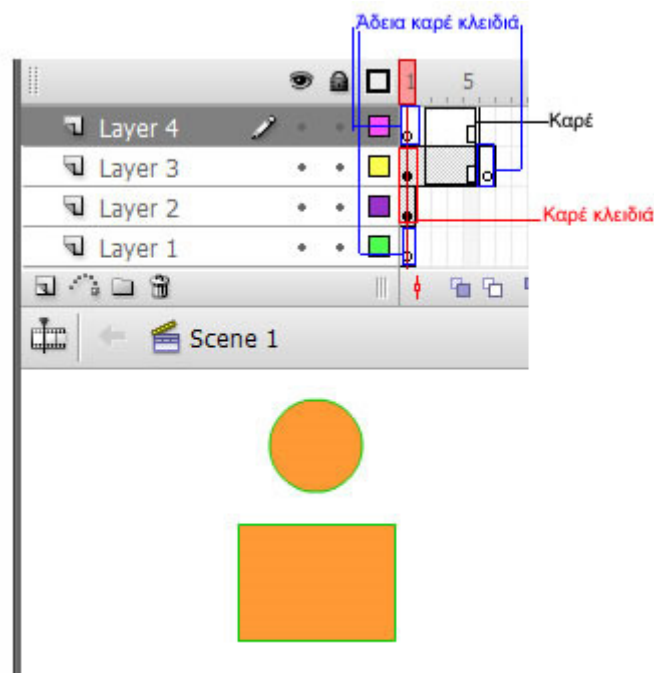 Άδεια καρέ κλειδιά
1 5
Layer 4
Καρέ
Layer 3
Layer 2
Καρέ κλειδιά
Layer 1
Scene 1